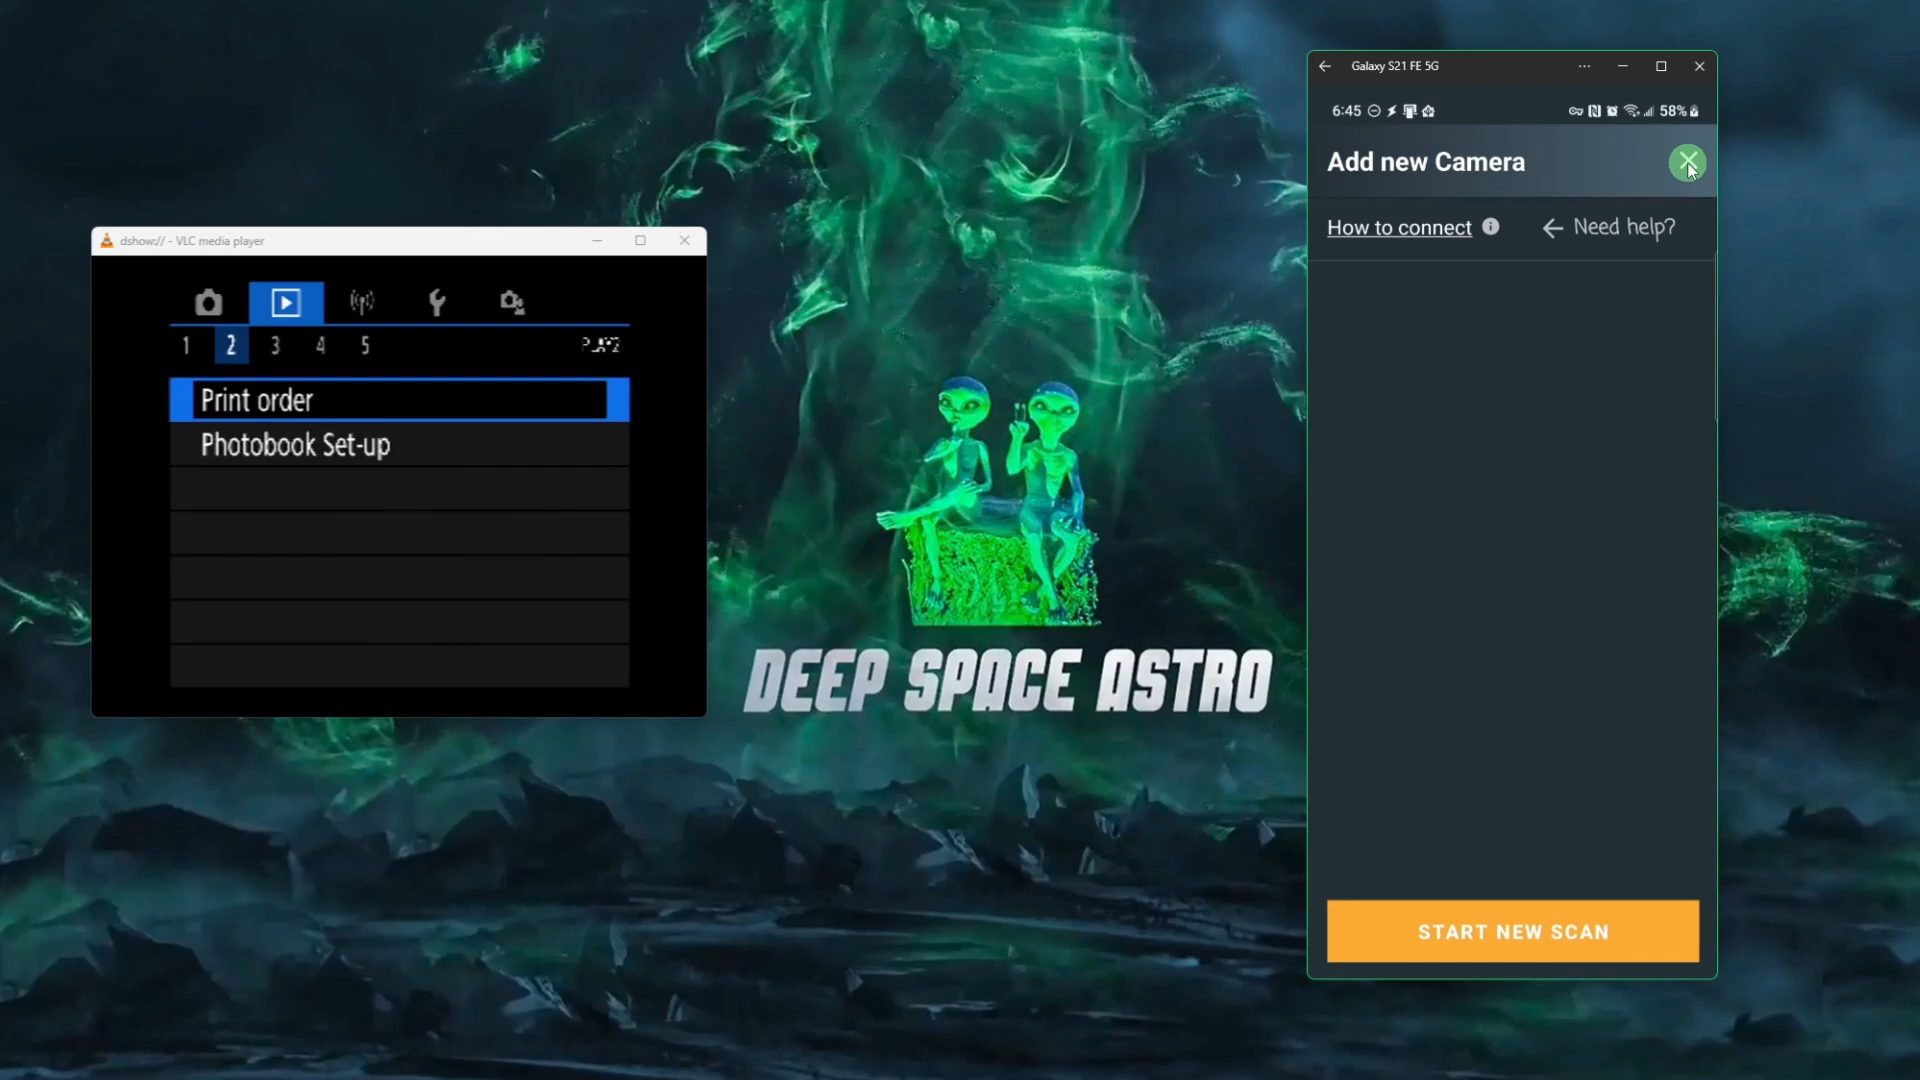 dshow:// - VLC media player
1 2 3 4 5 PLAY2
Print order
Photobook Set-up
DEEP SPACE ASTRO
Galaxy S21 FE 5G
6:45 58%
Add new Camera
How to connect Need help?
START NEW SCAN